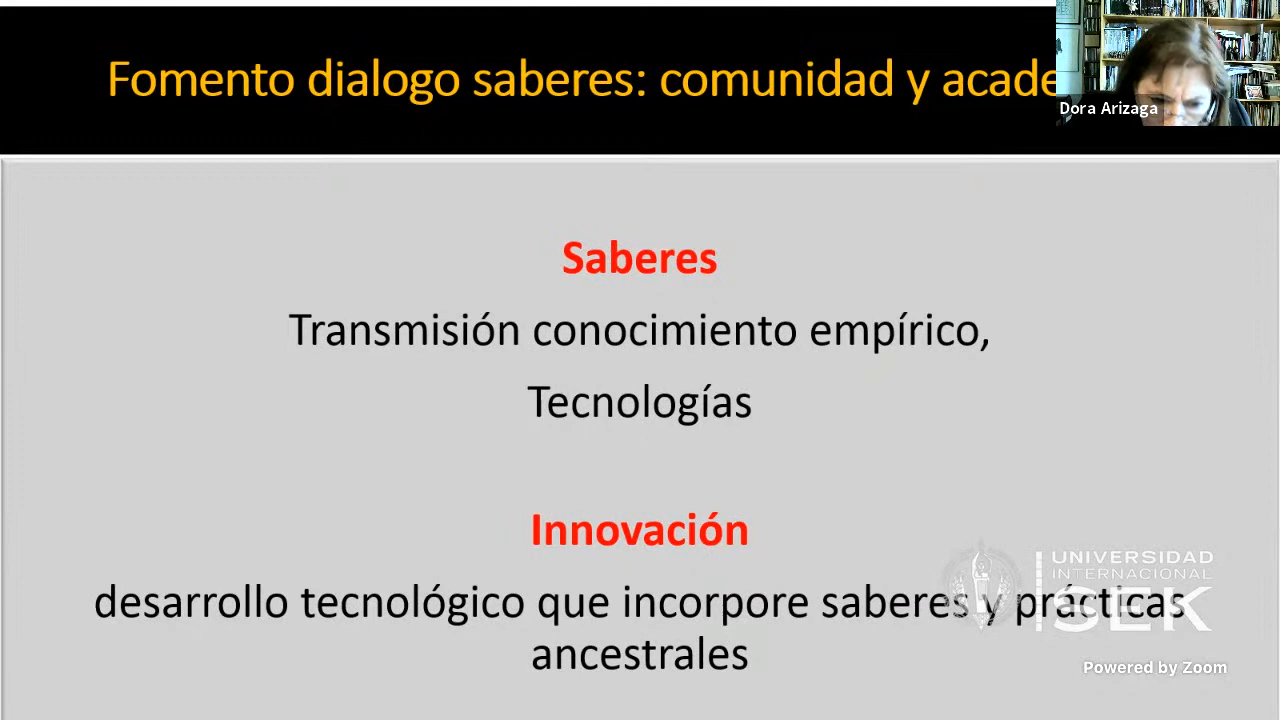 Fomento dialogo saberes: comunidad y acade
Dora Arizaga
Saberes
Transmisión conocimiento empírico,
Tecnologías
Innovación
desarrollo tecnológico que incorpore saberes y prácticas
ancestrales
UNIVERSIDAD
INTERNACIONAL
SEK
Powered by Zoom